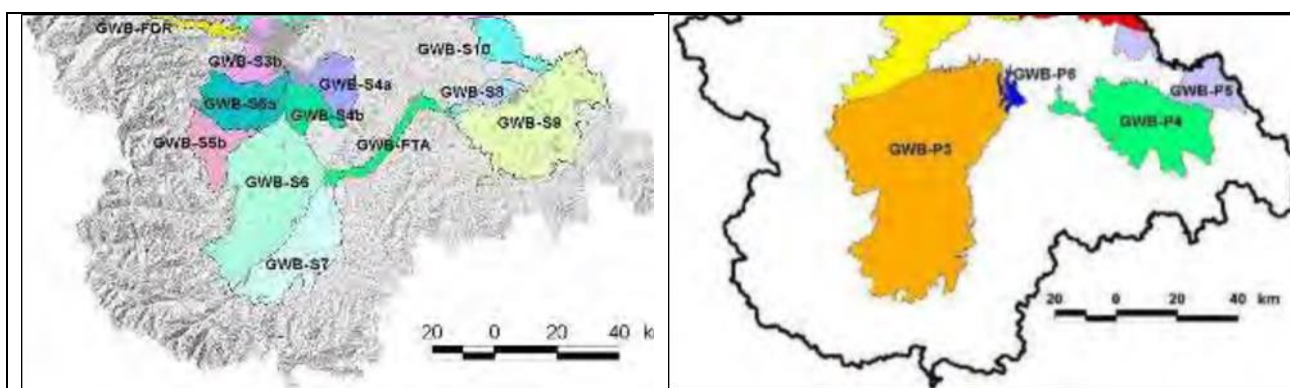 GWB-FDR
GWB-S10
GWB-S3b
GWB-S4a
GWB-S5a
GWB-S8
GWB-S4b
GWB-S9
GWB-S5b
GWB-FTA
GWB-S6
GWB-S7
20 0 20 40 k
GWB-P6
GWB-P5
GWB-P4
GWB-P3
20 0 20 40 km